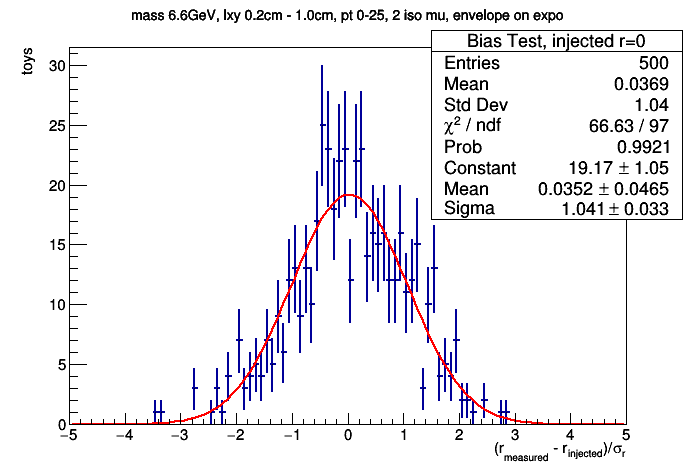 mass 6.6GeV, lxy 0.2cm - 1.0cm, pt 0-25, 2 iso mu, envelope on expo
Bias Test, injected r=0
Entries 500
Mean 0.0369
Std Dev 1.04
χ² / ndf 66.63 / 97
Prob 0.9921
Constant 19.17 ± 1.05
Mean 0.0352 ± 0.0465
Sigma 1.041 ± 0.033
toys
30
25
20
15
10
5
0
−5 −4 −3 −2 −1 0 1 2 3 4 5
(r_measured - r_injected)/σ_r